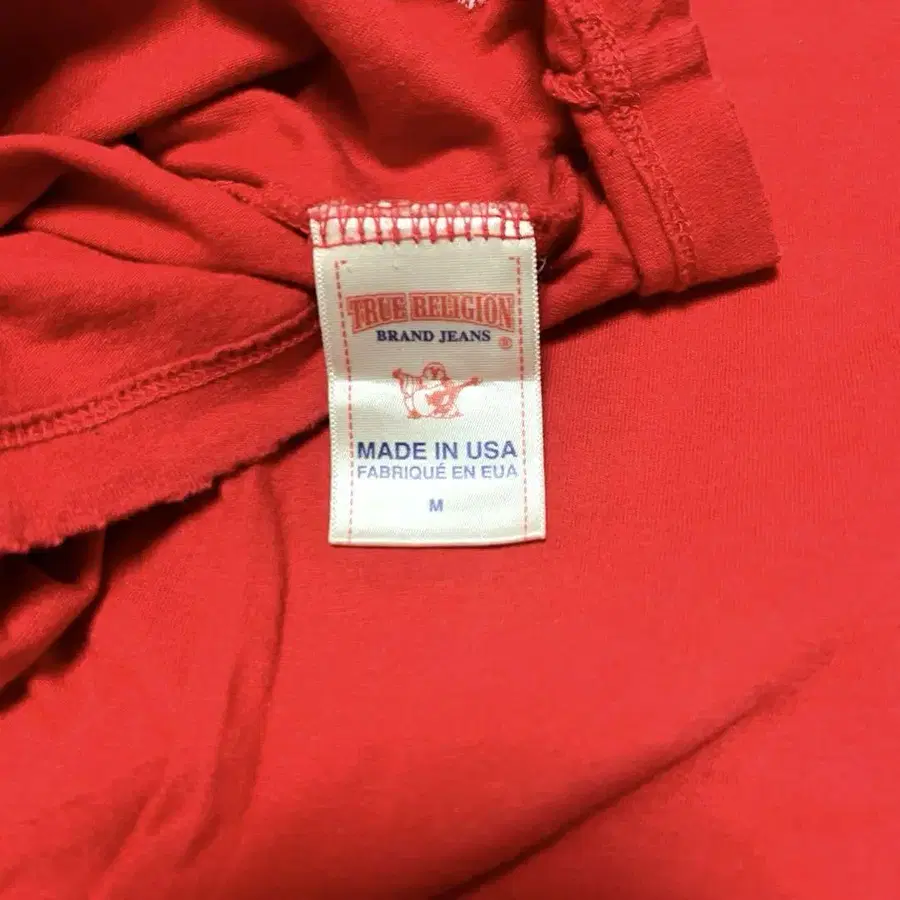 TRUE RELIGION
BRAND JEANS ®
MADE IN USA
FABRIQUÉ EN EUA
M